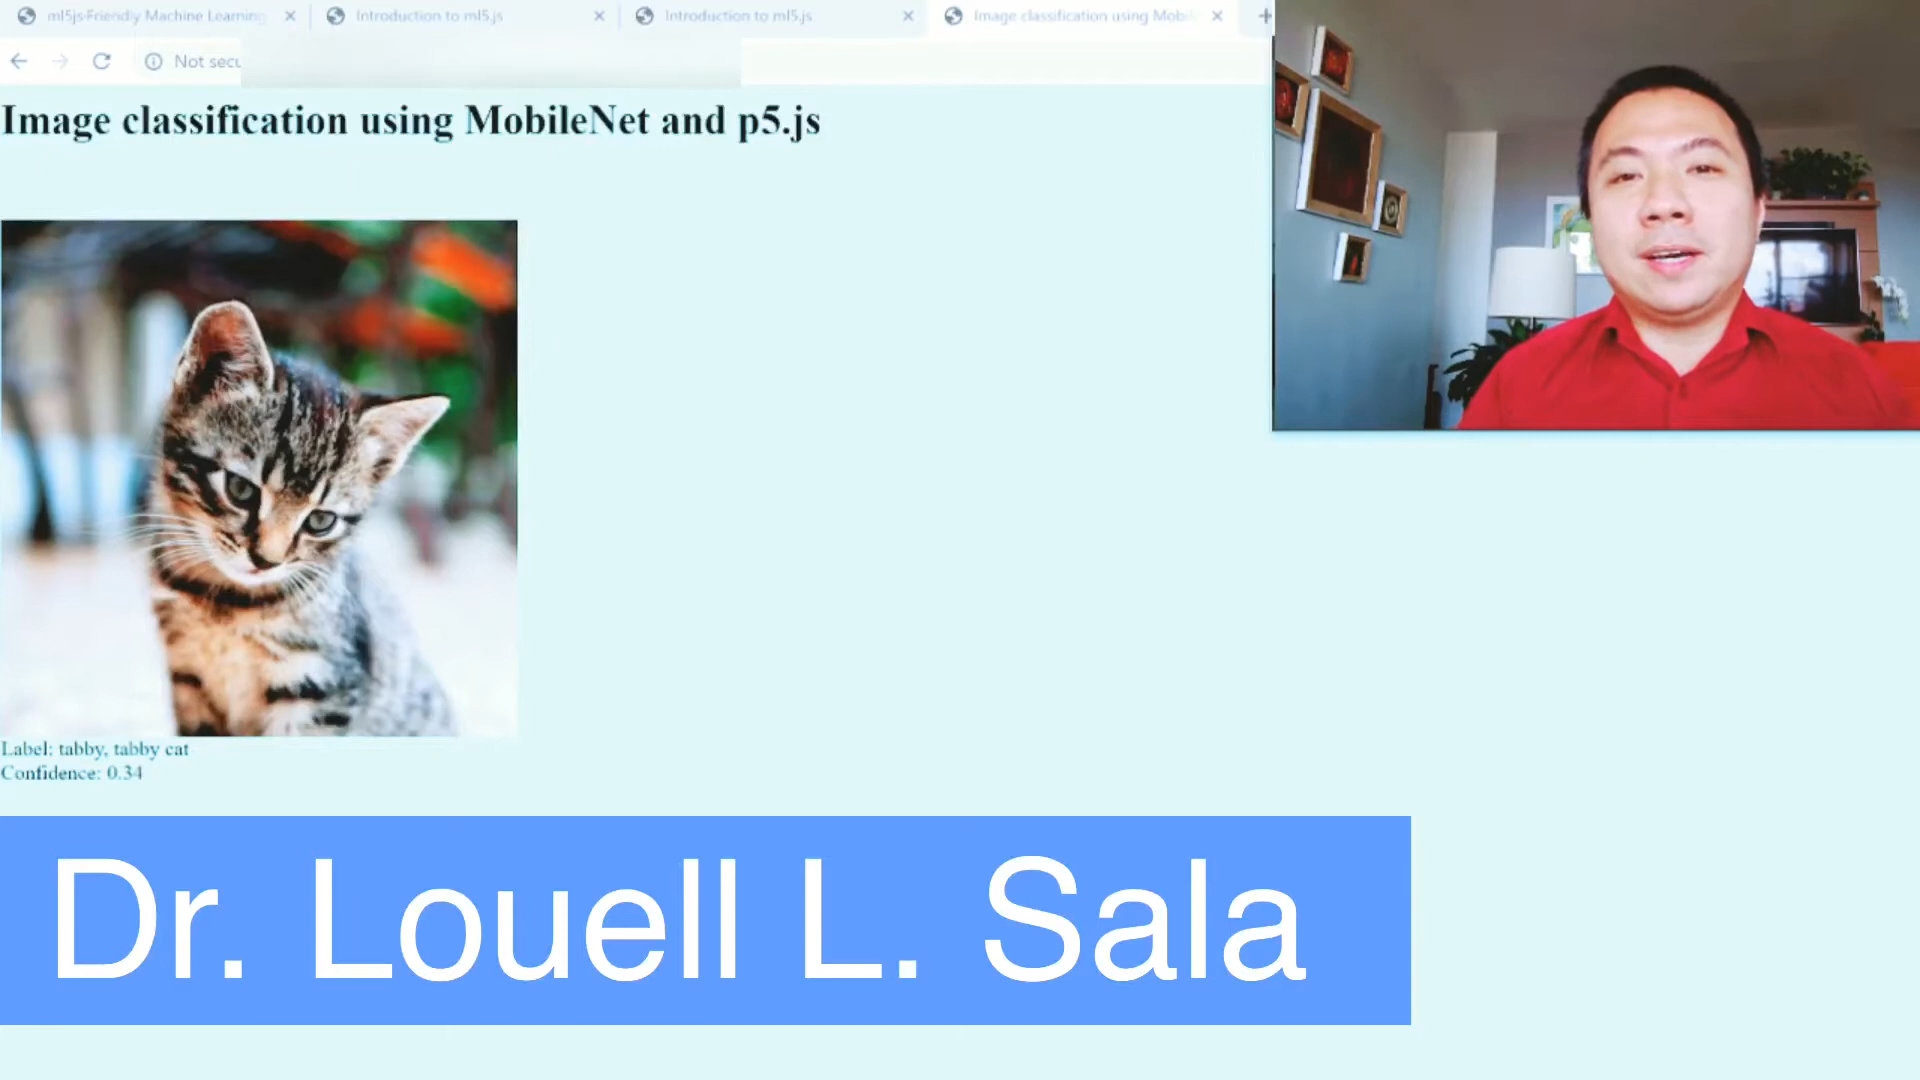 ml5js·Friendly Machine Learning
Introduction to ml5.js
Introduction to ml5.js
Image classification using Mobil
Not secu
Image classification using MobileNet and p5.js
Label: tabby, tabby cat
Confidence: 0.34
Dr. Louell L. Sala